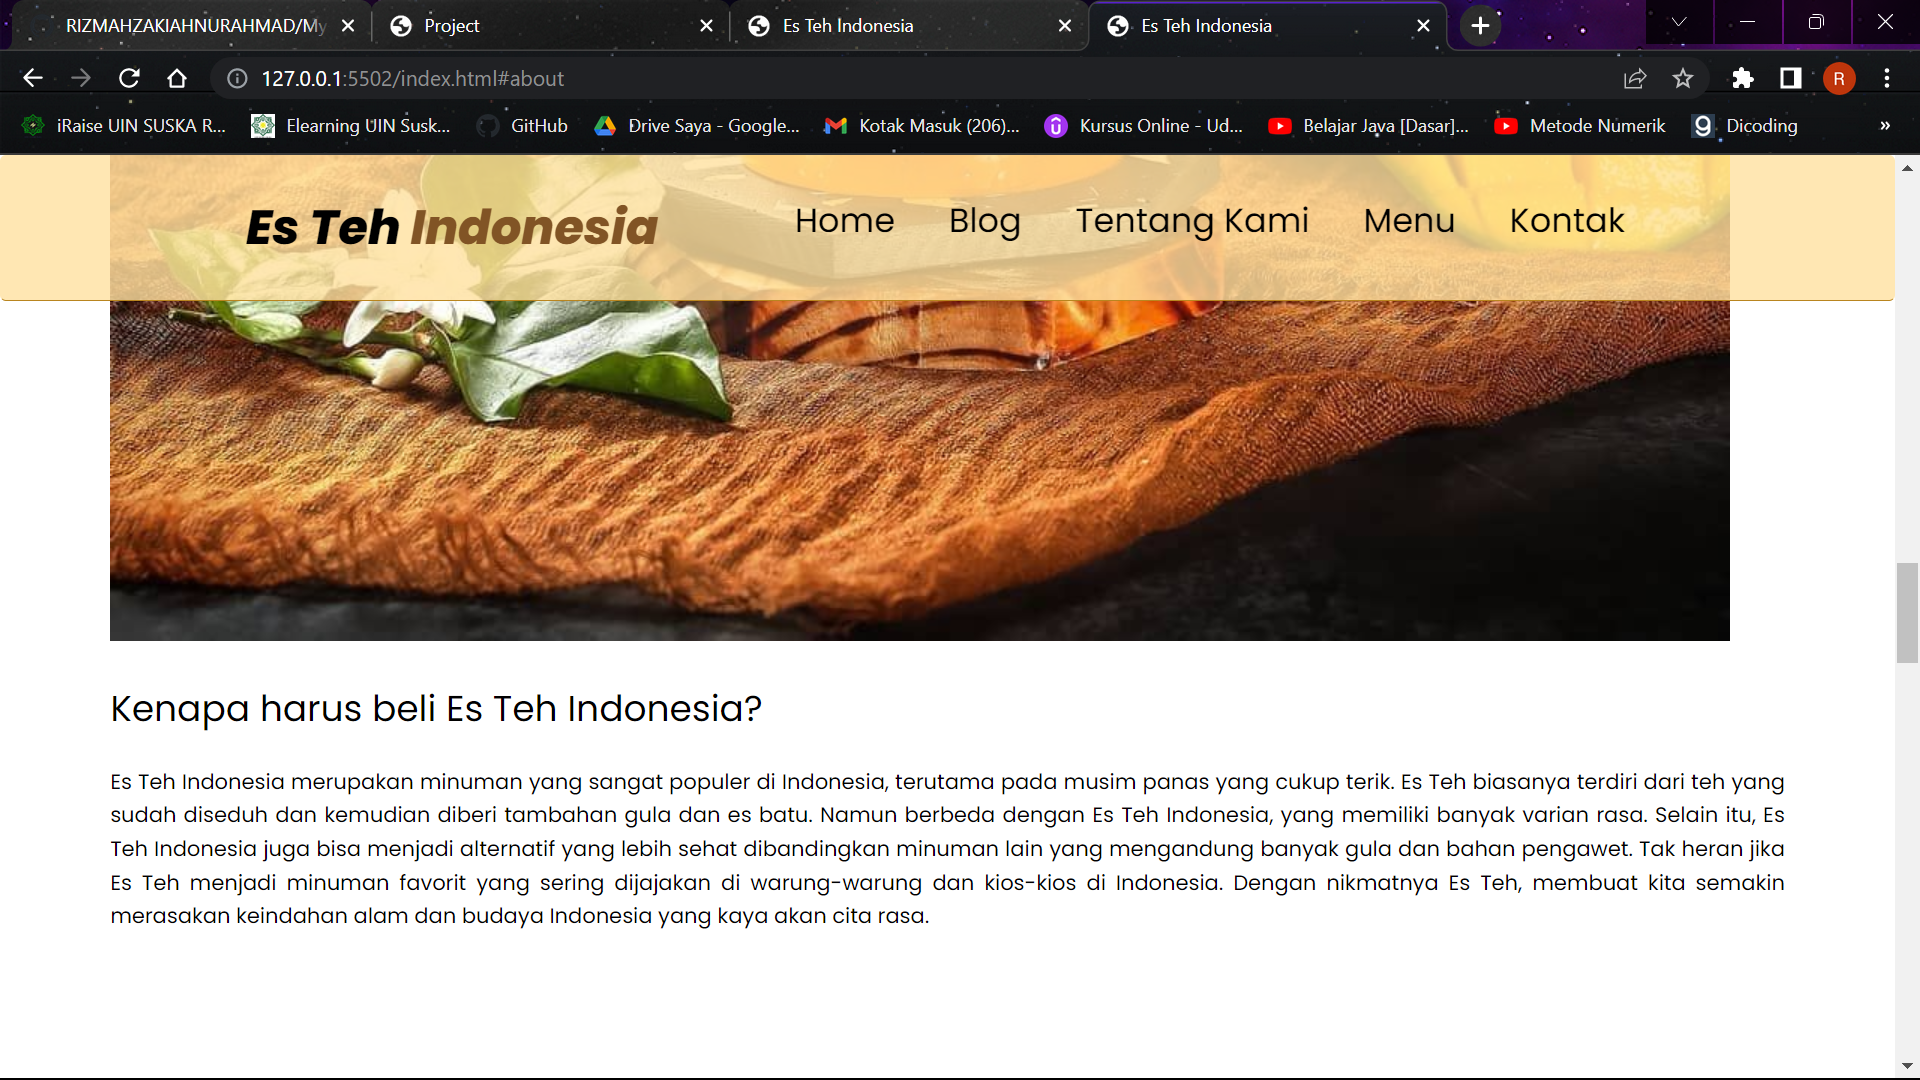 RIZMAHZAKIAHNURAHMAD/My
Project
Es Teh Indonesia
Es Teh Indonesia
127.0.0.1:5502/index.html#about
R
iRaise UIN SUSKA R...
Elearning UIN Susk...
GitHub
Drive Saya - Google...
Kotak Masuk (206)...
Kursus Online - Ud...
Belajar Java [Dasar]...
Metode Numerik
Dicoding
»
Es Teh Indonesia
Home
Blog
Tentang Kami
Menu
Kontak
Kenapa harus beli Es Teh Indonesia?
Es Teh Indonesia merupakan minuman yang sangat populer di Indonesia, terutama pada musim panas yang cukup terik. Es Teh biasanya terdiri dari teh yang
sudah diseduh dan kemudian diberi tambahan gula dan es batu. Namun berbeda dengan Es Teh Indonesia, yang memiliki banyak varian rasa. Selain itu, Es
Teh Indonesia juga bisa menjadi alternatif yang lebih sehat dibandingkan minuman lain yang mengandung banyak gula dan bahan pengawet. Tak heran jika
Es Teh menjadi minuman favorit yang sering dijajakan di warung-warung dan kios-kios di Indonesia. Dengan nikmatnya Es Teh, membuat kita semakin
merasakan keindahan alam dan budaya Indonesia yang kaya akan cita rasa.